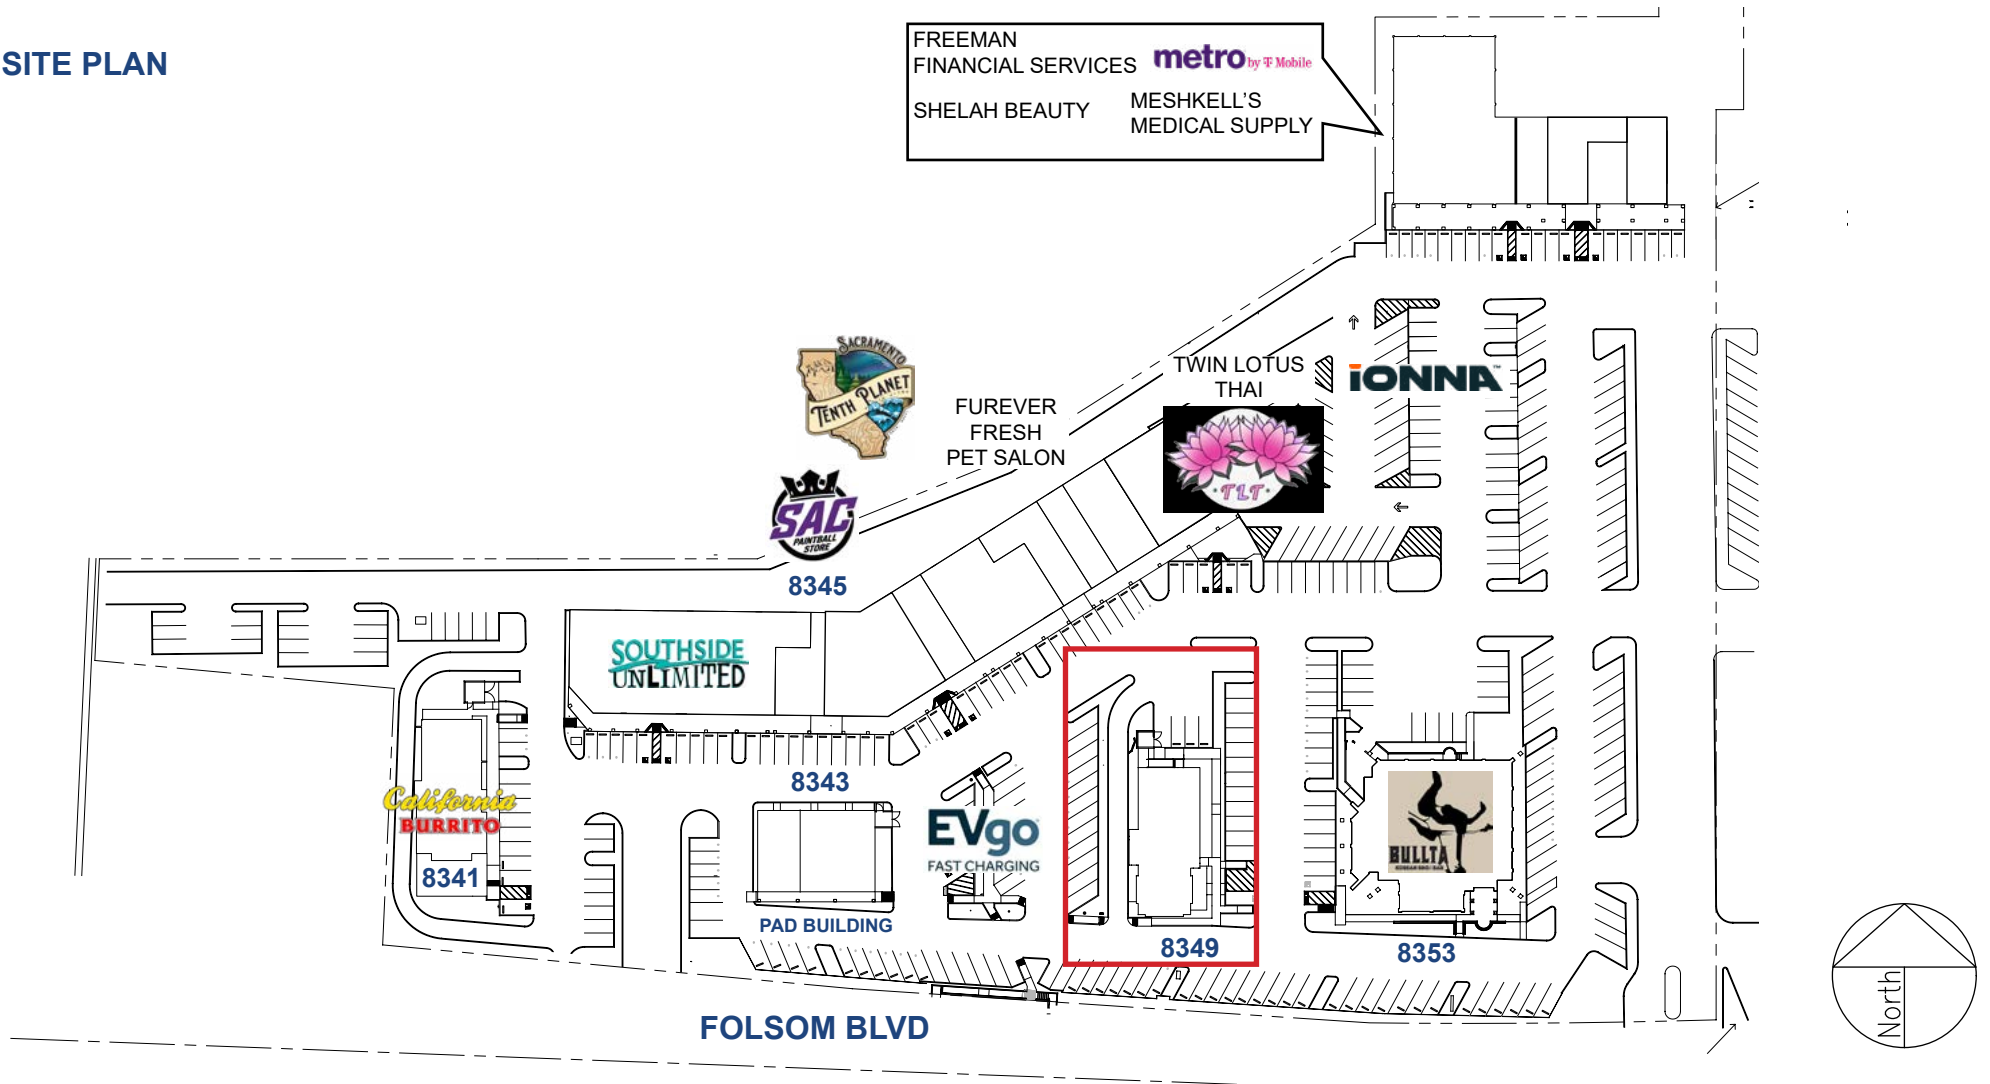 SITE PLAN
FREEMAN
FINANCIAL SERVICES
metro by T Mobile
SHELAH BEAUTY
MESHKELL'S
MEDICAL SUPPLY
SACRAMENTO
TENTH PLANET
FUREVER
FRESH
PET SALON
TWIN LOTUS
THAI
TLT
iONNA™
SAC
PAINTBALL
STORE
8345
SOUTHSIDE
UNLIMITED
8343
California
BURRITO
8341
PAD BUILDING
EVgo
FAST CHARGING
8349
BULLTA
8353
FOLSOM BLVD
North